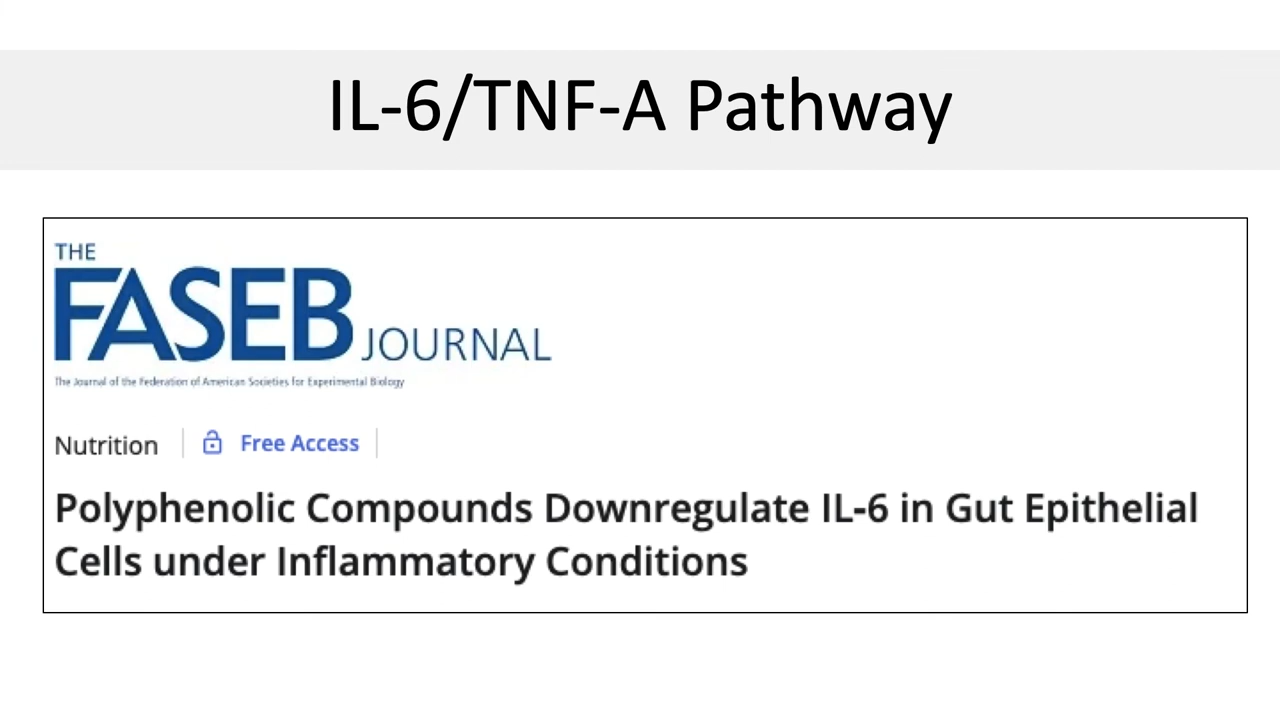 IL-6/TNF-A Pathway
THE
FASEB JOURNAL
The Journal of the Federation of American Societies for Experimental Biology
Nutrition Free Access
Polyphenolic Compounds Downregulate IL-6 in Gut Epithelial
Cells under Inflammatory Conditions